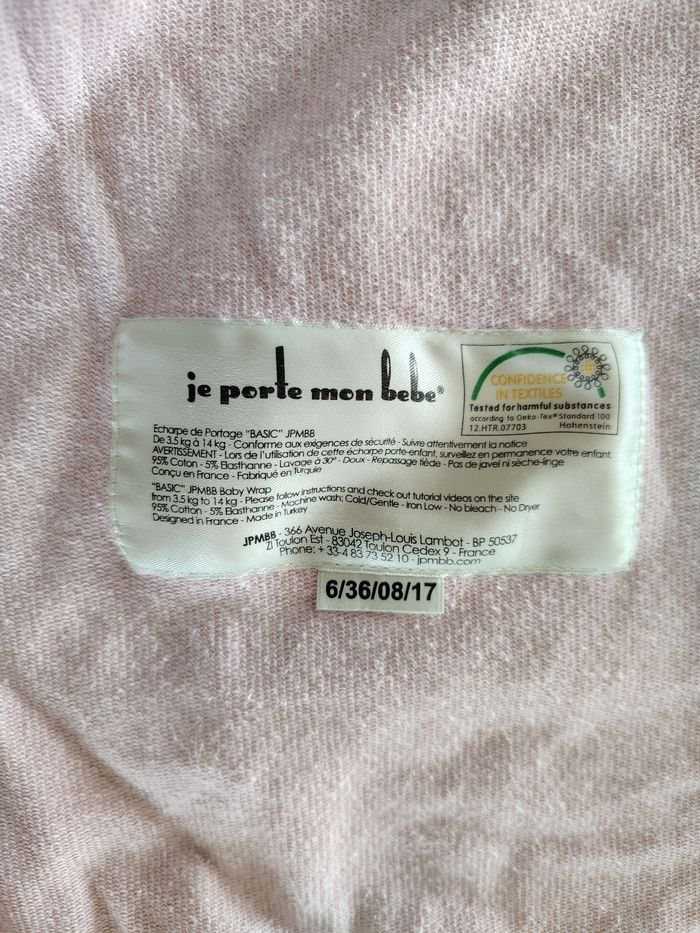 je porte mon bebe®
CONFIDENCE
IN TEXTILES
Tested for harmful substances
according to Oeko-Tex® Standard 100
12.HTR.07703 Hohenstein
Echarpe de Portage "BASIC" JPMBB
De 3.5 kg à 14 kg - Conforme aux exigences de sécurité - Suivre attentivement la notice
AVERTISSEMENT - Lors de l'utilisation de cette écharpe porte-enfant, surveillez en permanence votre enfant.
95% Coton - 5% Elasthanne - Lavage à 30° - Doux - Repassage tiède - Pas de javel ni sèche-linge
Conçu en France - Fabriqué en Turquie
"BASIC" JPMBB Baby Wrap
from 3.5 kg to 14 kg - Please follow instructions and check out tutorial videos on the site
95% Cotton - 5% Elasthanne - Machine wash: Cold/Gentle - Iron Low - No bleach - No Dryer
Designed in France - Made in Turkey
JPMBB - 366 Avenue Joseph-Louis Lambot - BP 50537
ZI Toulon Est - 83042 Toulon Cedex 9 - France
Phone: + 33-4 83 73 52 10 - jpmbb.com
6/36/08/17